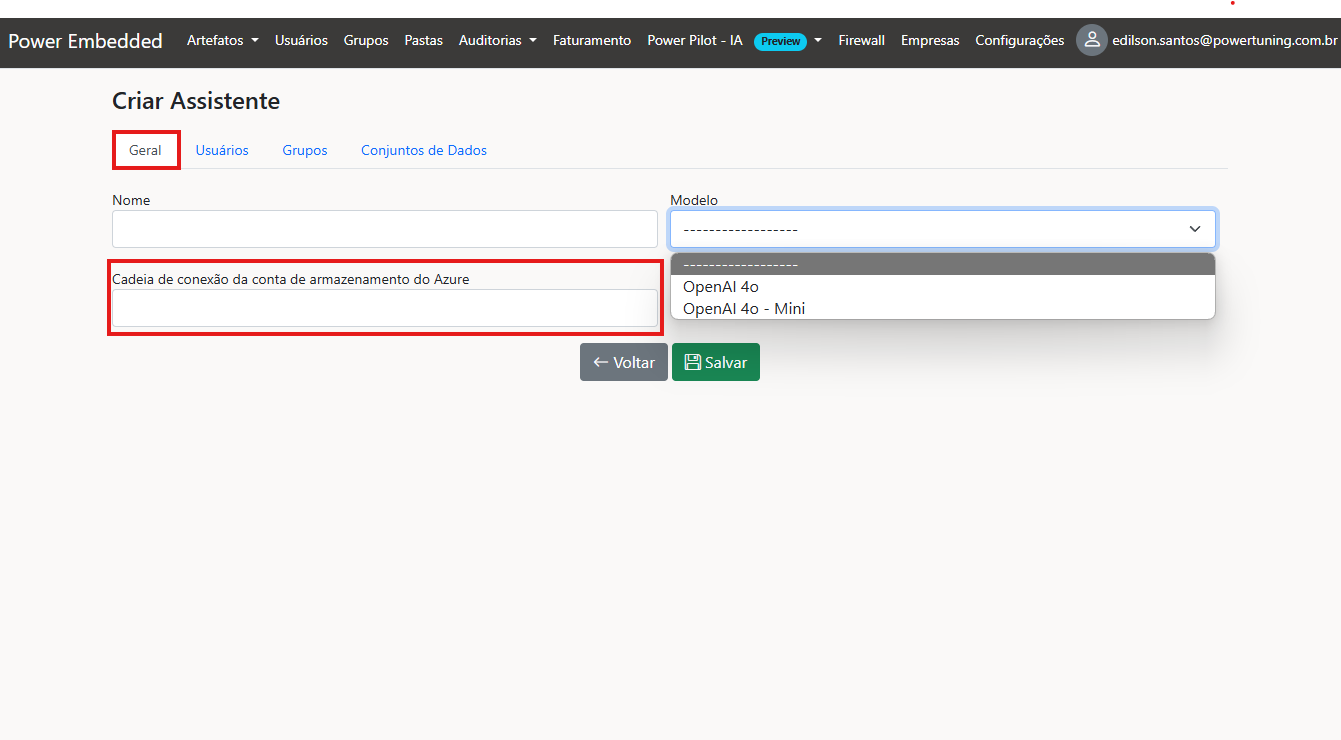 Power Embedded Artefatos Usuários Grupos Pastas Auditorias Faturamento Power Pilot - IA Preview Firewall Empresas Configurações edilson.santos@powertuning.com.br
Criar Assistente
Geral Usuários Grupos Conjuntos de Dados
Nome
Modelo
------------------
------------------
OpenAI 4o
OpenAI 4o - Mini
Cadeia de conexão da conta de armazenamento do Azure
Voltar Salvar